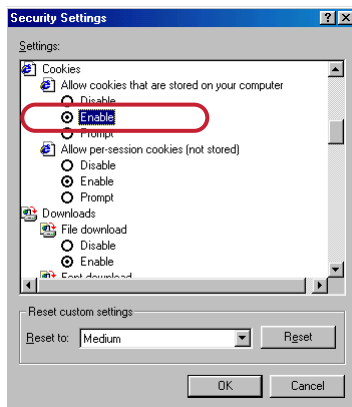 Security Settings
Settings:
Cookies
Allow cookies that are stored on your computer
Disable
Enable
Prompt
Allow per-session cookies (not stored)
Disable
Enable
Prompt
Downloads
File download
Disable
Enable
Font download
Reset custom settings
Reset to: Medium Reset
OK Cancel